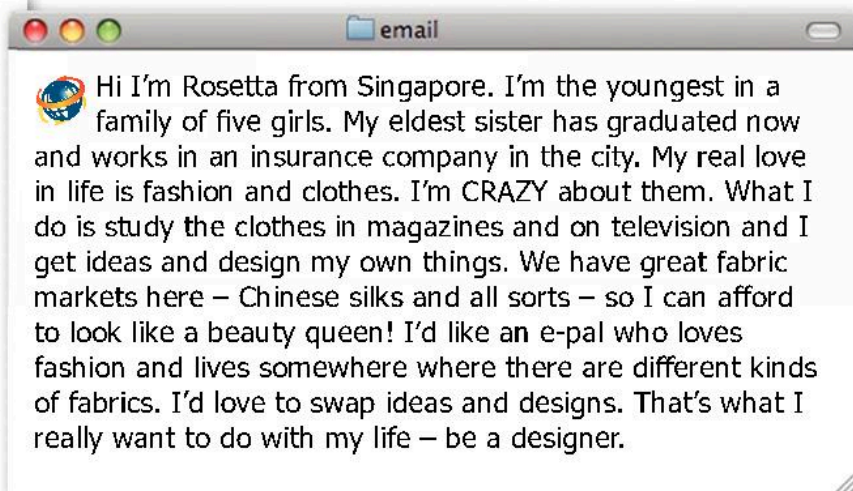 email
Hi I'm Rosetta from Singapore. I'm the youngest in a
family of five girls. My eldest sister has graduated now
and works in an insurance company in the city. My real love
in life is fashion and clothes. I'm CRAZY about them. What I
do is study the clothes in magazines and on television and I
get ideas and design my own things. We have great fabric
markets here – Chinese silks and all sorts – so I can afford
to look like a beauty queen! I'd like an e-pal who loves
fashion and lives somewhere where there are different kinds
of fabrics. I'd love to swap ideas and designs. That's what I
really want to do with my life – be a designer.